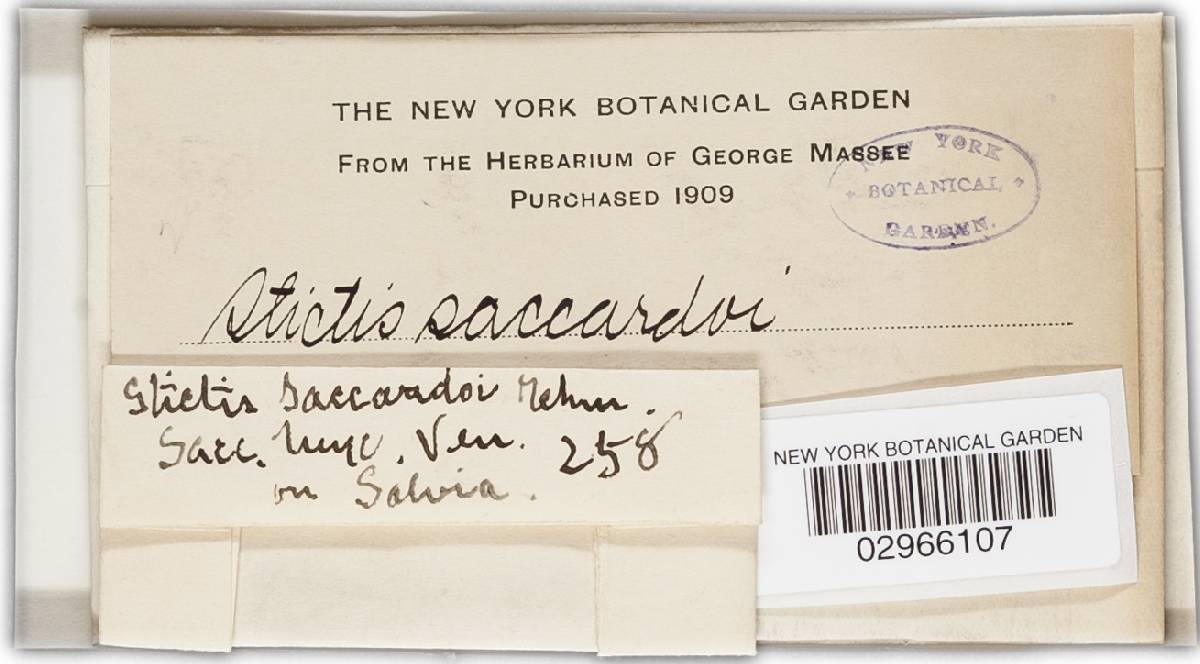 THE NEW YORK BOTANICAL GARDEN
FROM THE HERBARIUM OF GEORGE MASSEE
PURCHASED 1909
NEW YORK
BOTANICAL
GARDEN.
Stictis saccardoi
Stictis Saccardoi Rehm.
Sacc. Myc. Ven. 258
on Salvia.
NEW YORK BOTANICAL GARDEN
02966107